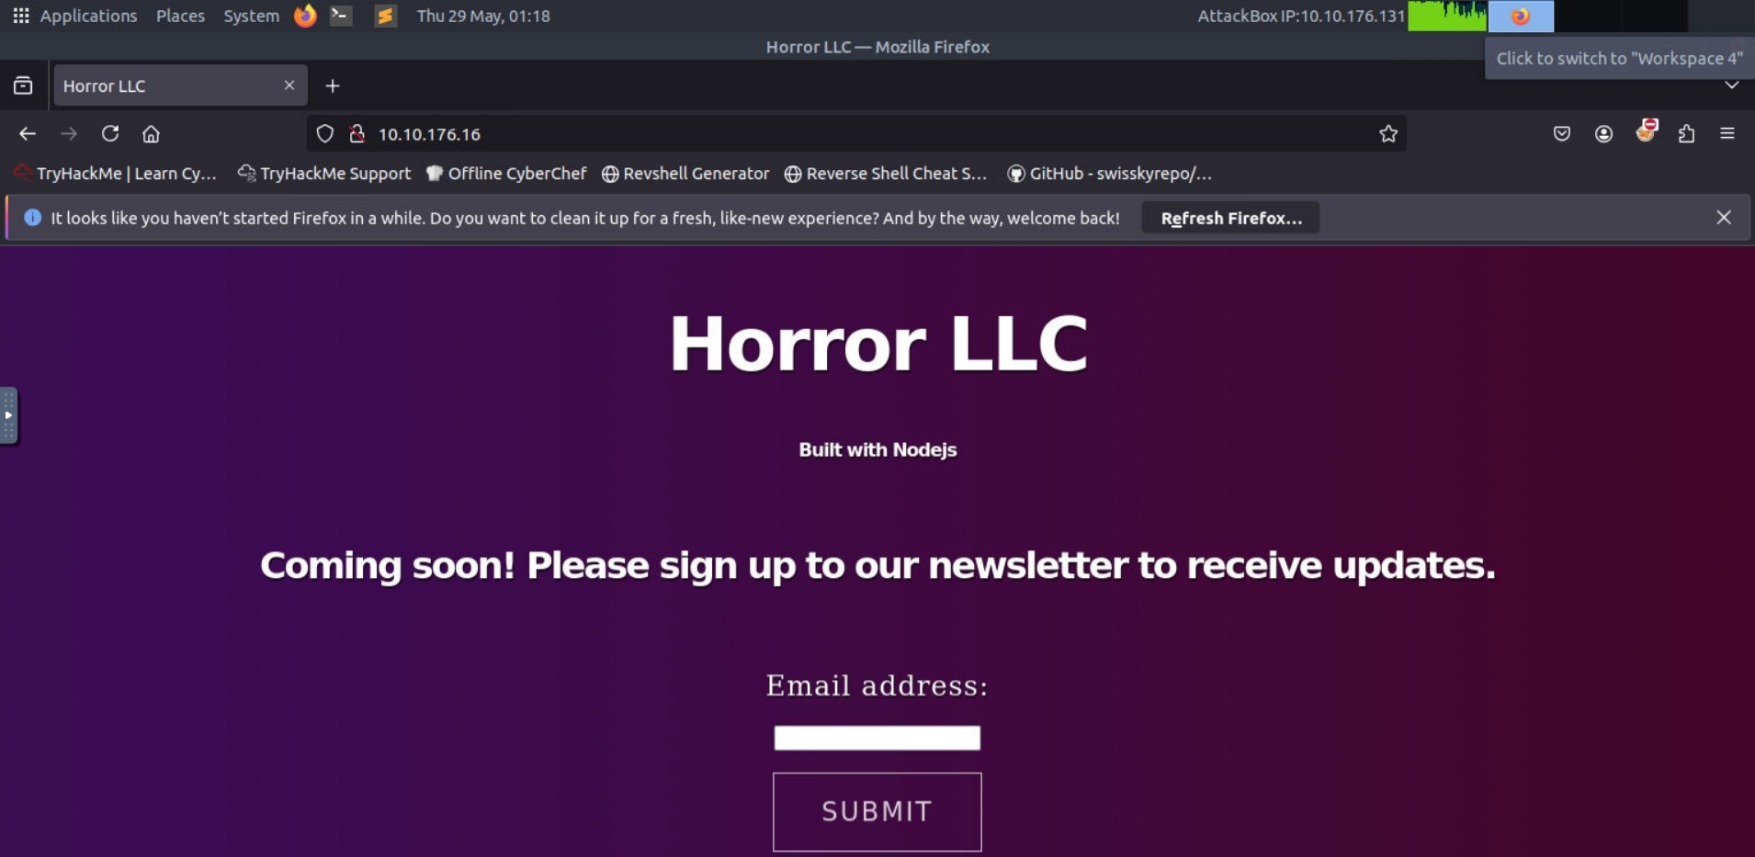 Applications Places System Thu 29 May, 01:18 AttackBox IP:10.10.176.131
Horror LLC — Mozilla Firefox
Click to switch to "Workspace 4"
Horror LLC
10.10.176.16
TryHackMe | Learn Cy... TryHackMe Support Offline CyberChef Revshell Generator Reverse Shell Cheat S... GitHub - swisskyrepo/...
It looks like you haven't started Firefox in a while. Do you want to clean it up for a fresh, like-new experience? And by the way, welcome back! Refresh Firefox...
Horror LLC
Built with Nodejs
Coming soon! Please sign up to our newsletter to receive updates.
Email address:
SUBMIT